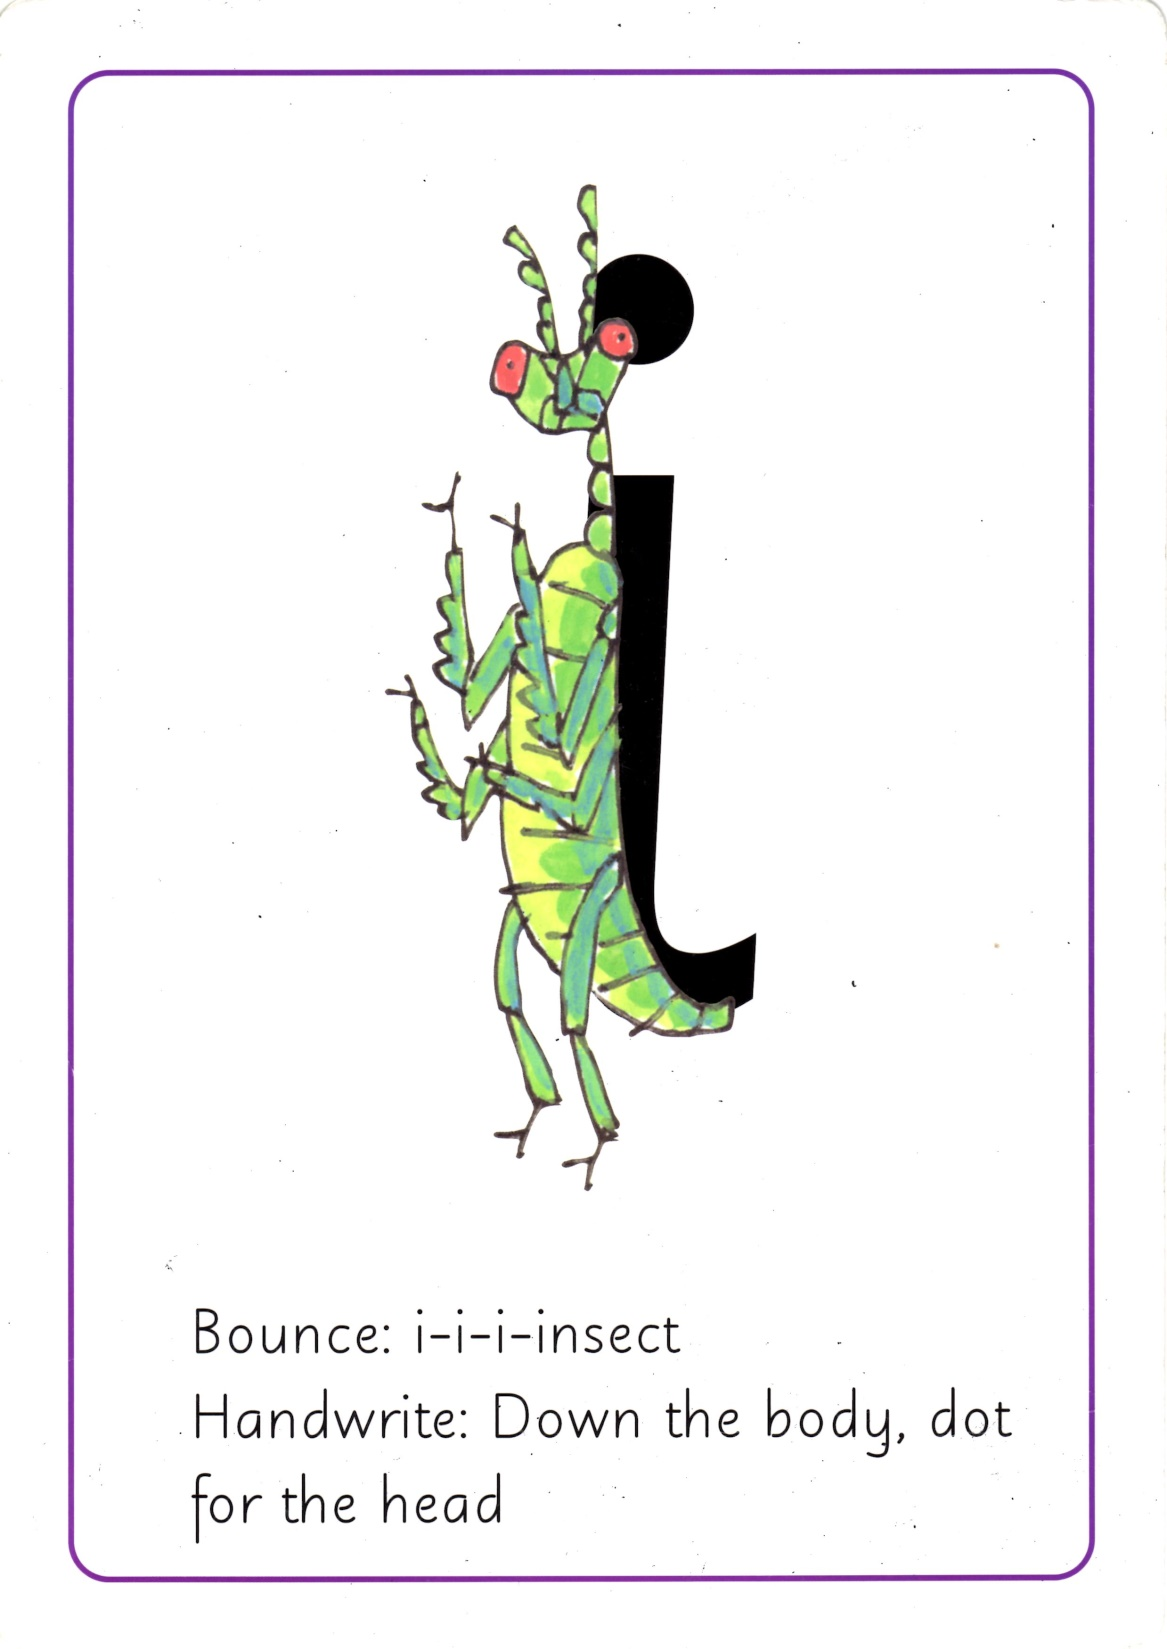 i
Bounce: i-i-i-insect
Handwrite: Down the body, dot
for the head